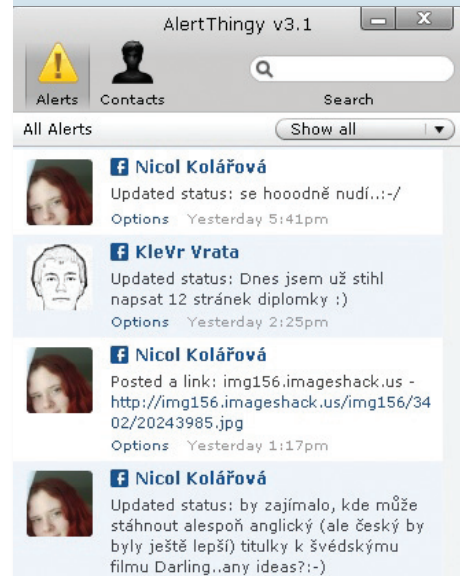 AlertThingy v3.1
Alerts
Contacts
Search
All Alerts
Show all
Nicol Kolářová
Updated status: se hooodně nudí..:-/
Options Yesterday 5:41pm
KleVr Vrata
Updated status: Dnes jsem už stihl
napsat 12 stránek diplomky :)
Options Yesterday 2:25pm
Nicol Kolářová
Posted a link: img156.imageshack.us -
http://img156.imageshack.us/img156/34
02/20243985.jpg
Options Yesterday 1:17pm
Nicol Kolářová
Updated status: by zajímalo, kde může
stáhnout alespoň anglický (ale český by
byly ještě lepší) titulky k švédskýmu
filmu Darling..any ideas?:-)